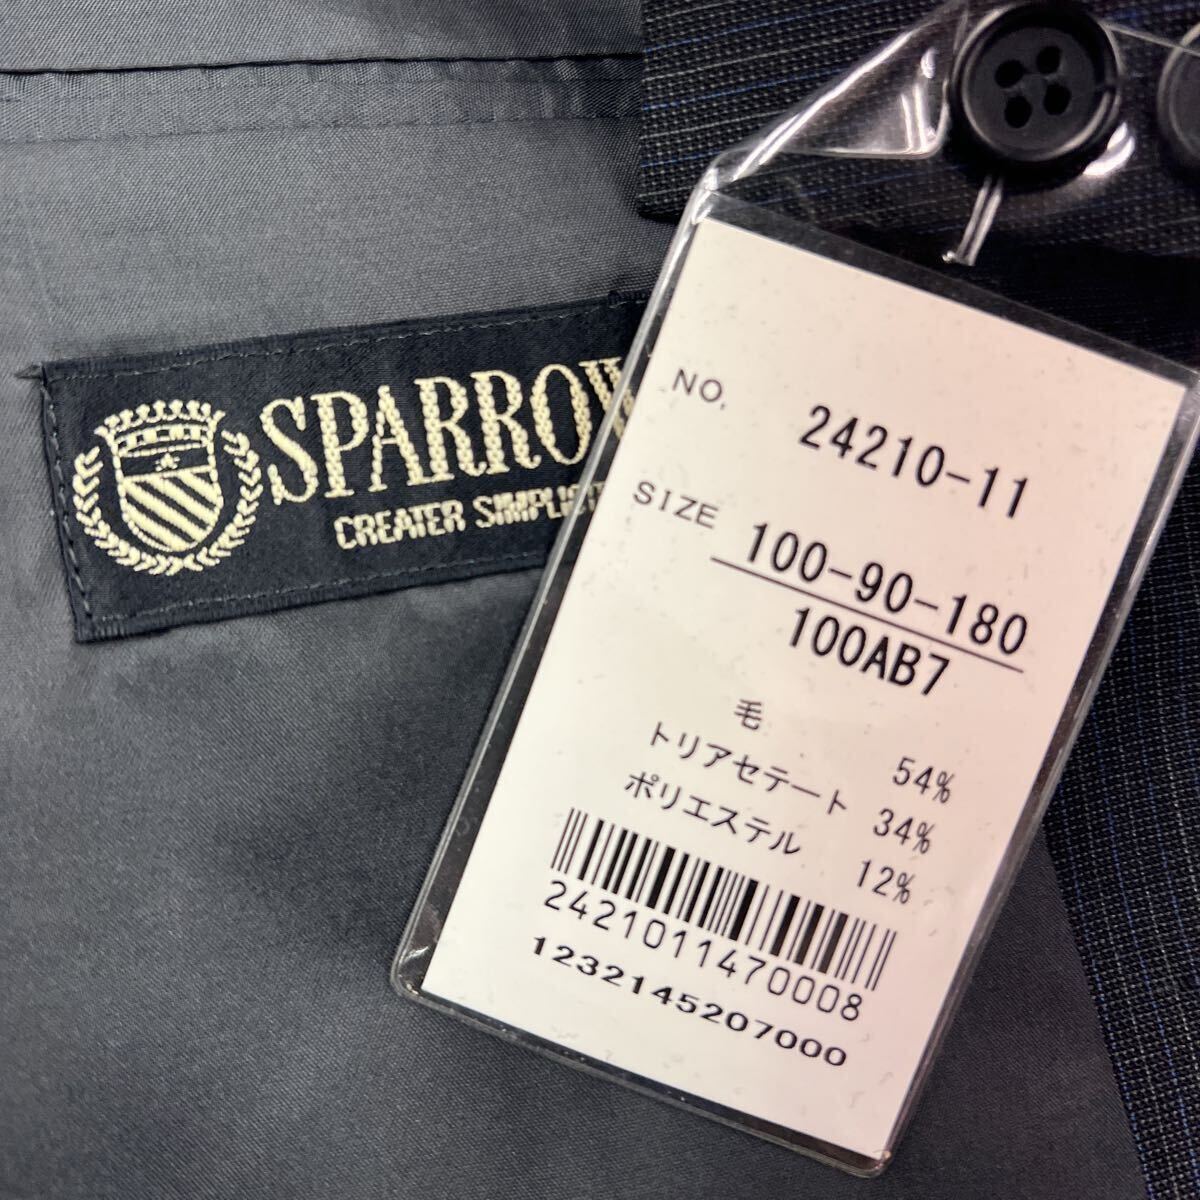 SPARROW
CREATER SIMPLICIT
NO. 24210-11
SIZE 100-90-180
100AB7
毛 54%
トリアセテート 34%
ポリエステル 12%
2421011470008
1232145207000